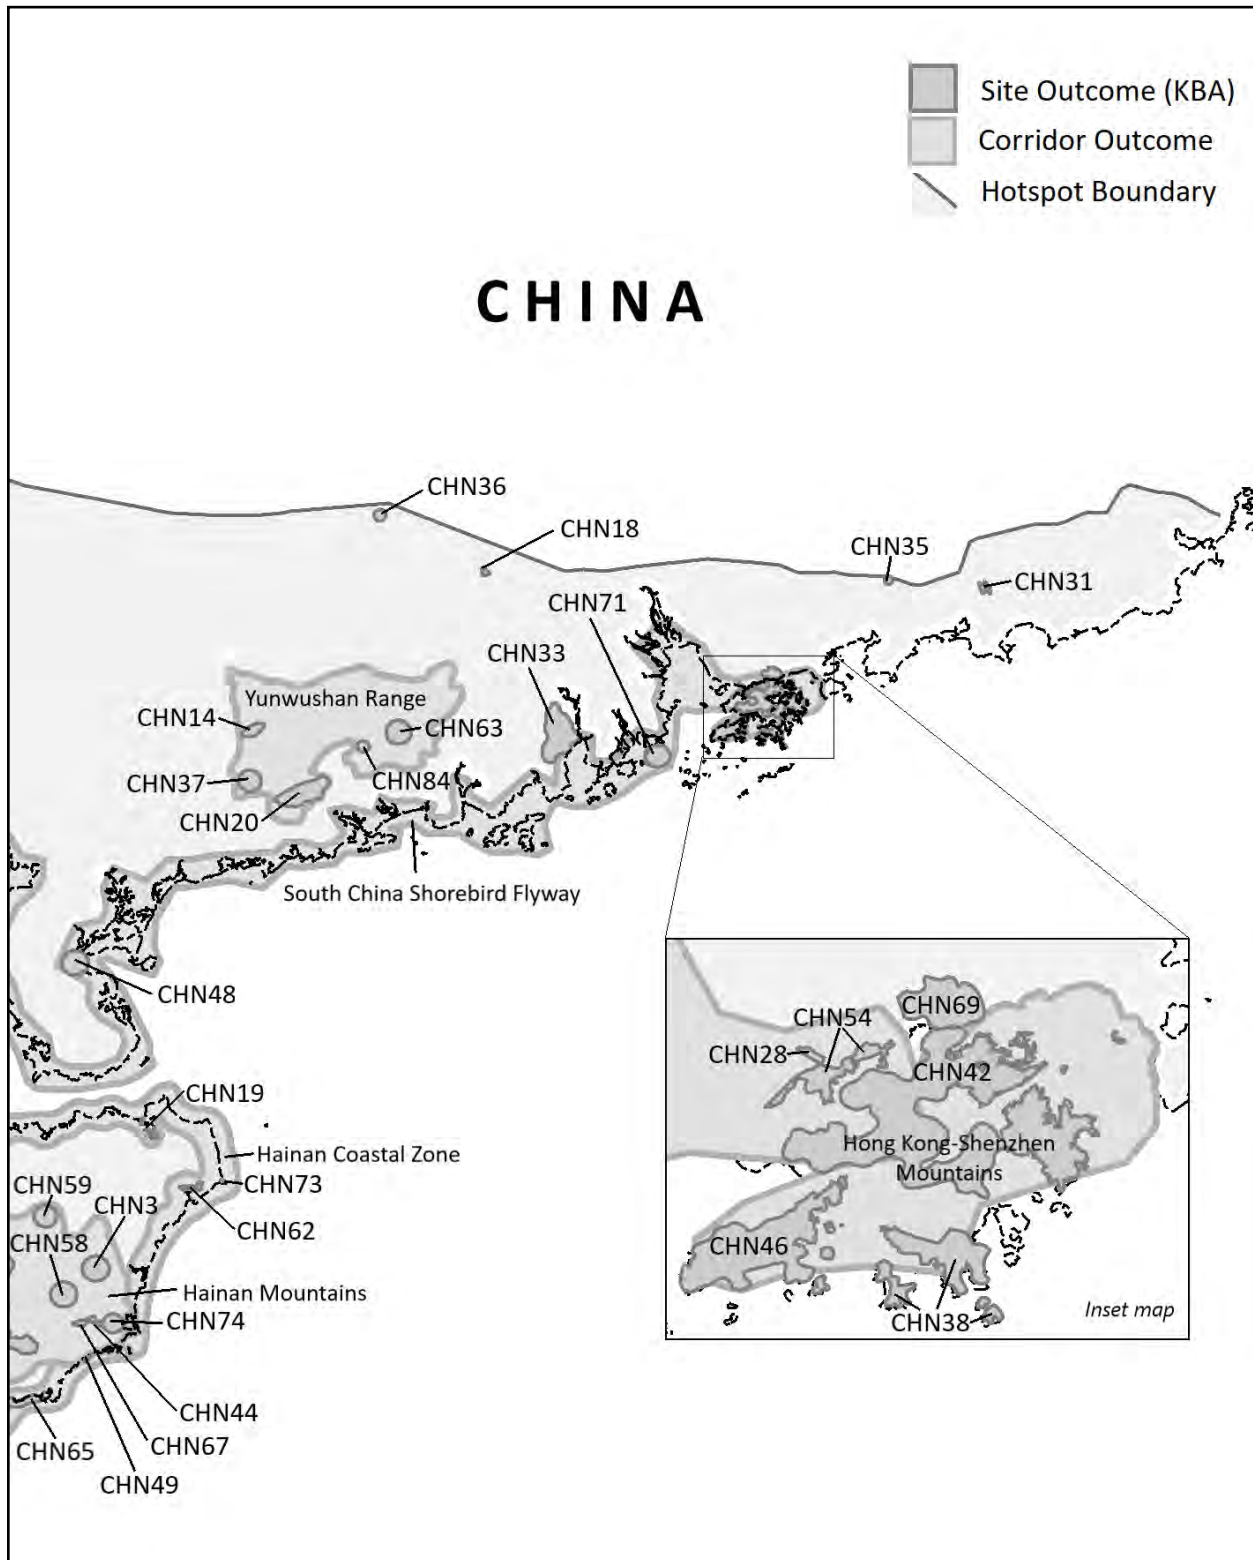 Site Outcome (KBA)
Corridor Outcome
Hotspot Boundary
CHINA
CHN36
CHN18
CHN35
CHN31
CHN71
CHN33
Yunwushan Range
CHN14
CHN63
CHN37
CHN84
CHN20
South China Shorebird Flyway
CHN48
CHN69
CHN54
CHN28
CHN42
CHN19
Hainan Coastal Zone
Hong Kong-Shenzhen
Mountains
CHN59
CHN3
CHN73
CHN62
CHN58
CHN46
Hainan Mountains
CHN74
CHN38
Inset map
CHN44
CHN67
CHN65
CHN49